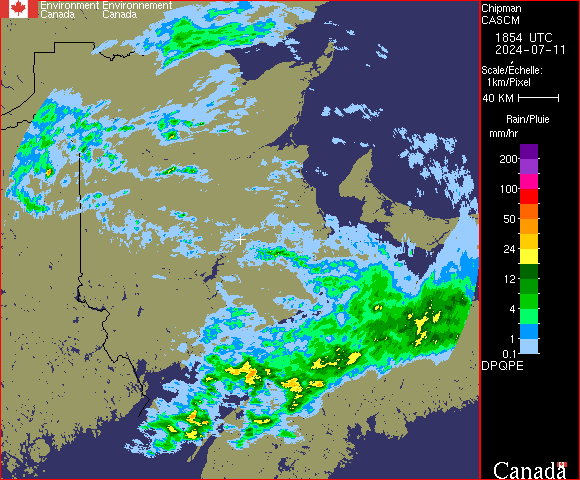 Environment Environnement
Canada Canada
Chipman
CASCM
1854 UTC
2024-07-11
Scale/Échelle:
1km/Pixel
40 KM
Rain/Pluie
mm/hr
200
100
50
24
12
4
1
0.1
DPQPE
Canada